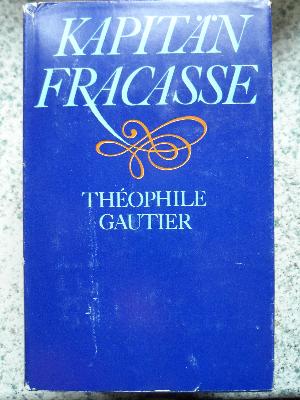 KAPITÄN
FRACASSE
THÉOPHILE
GAUTIER